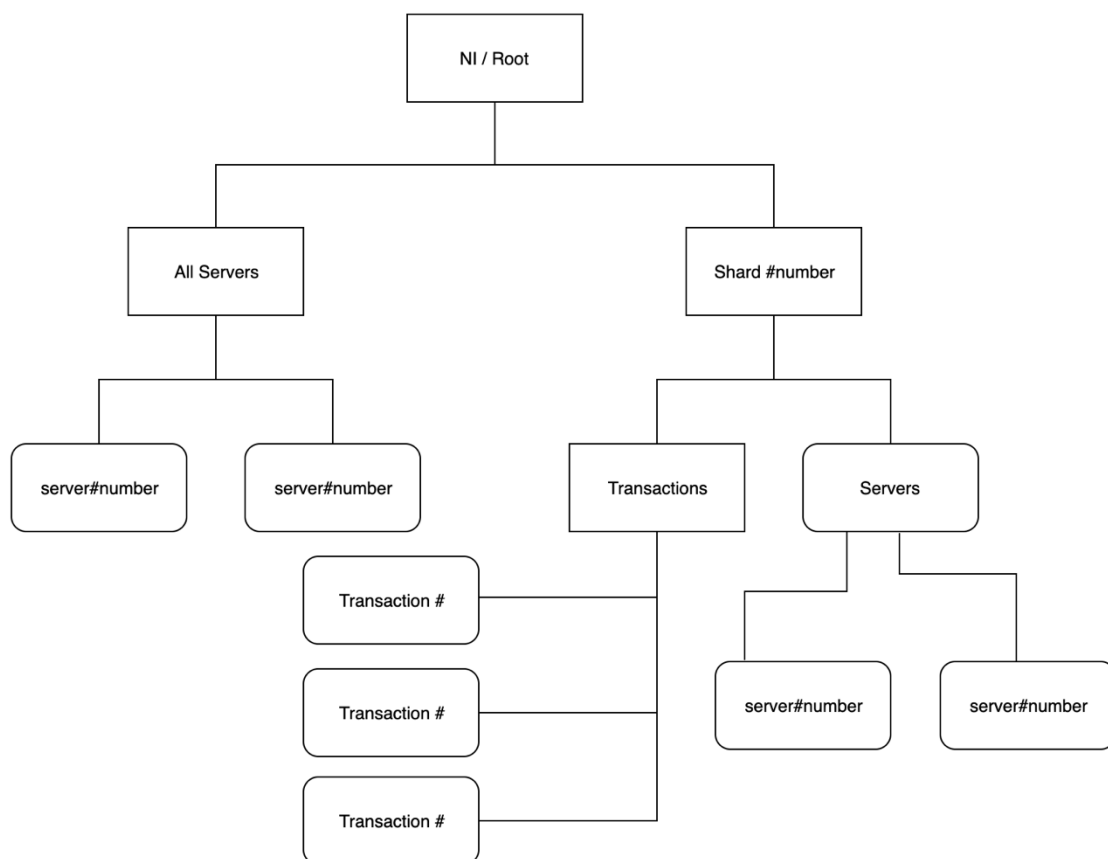 NI / Root
All Servers
Shard #number
server#number
server#number
Transactions
Servers
Transaction #
Transaction #
Transaction #
server#number
server#number